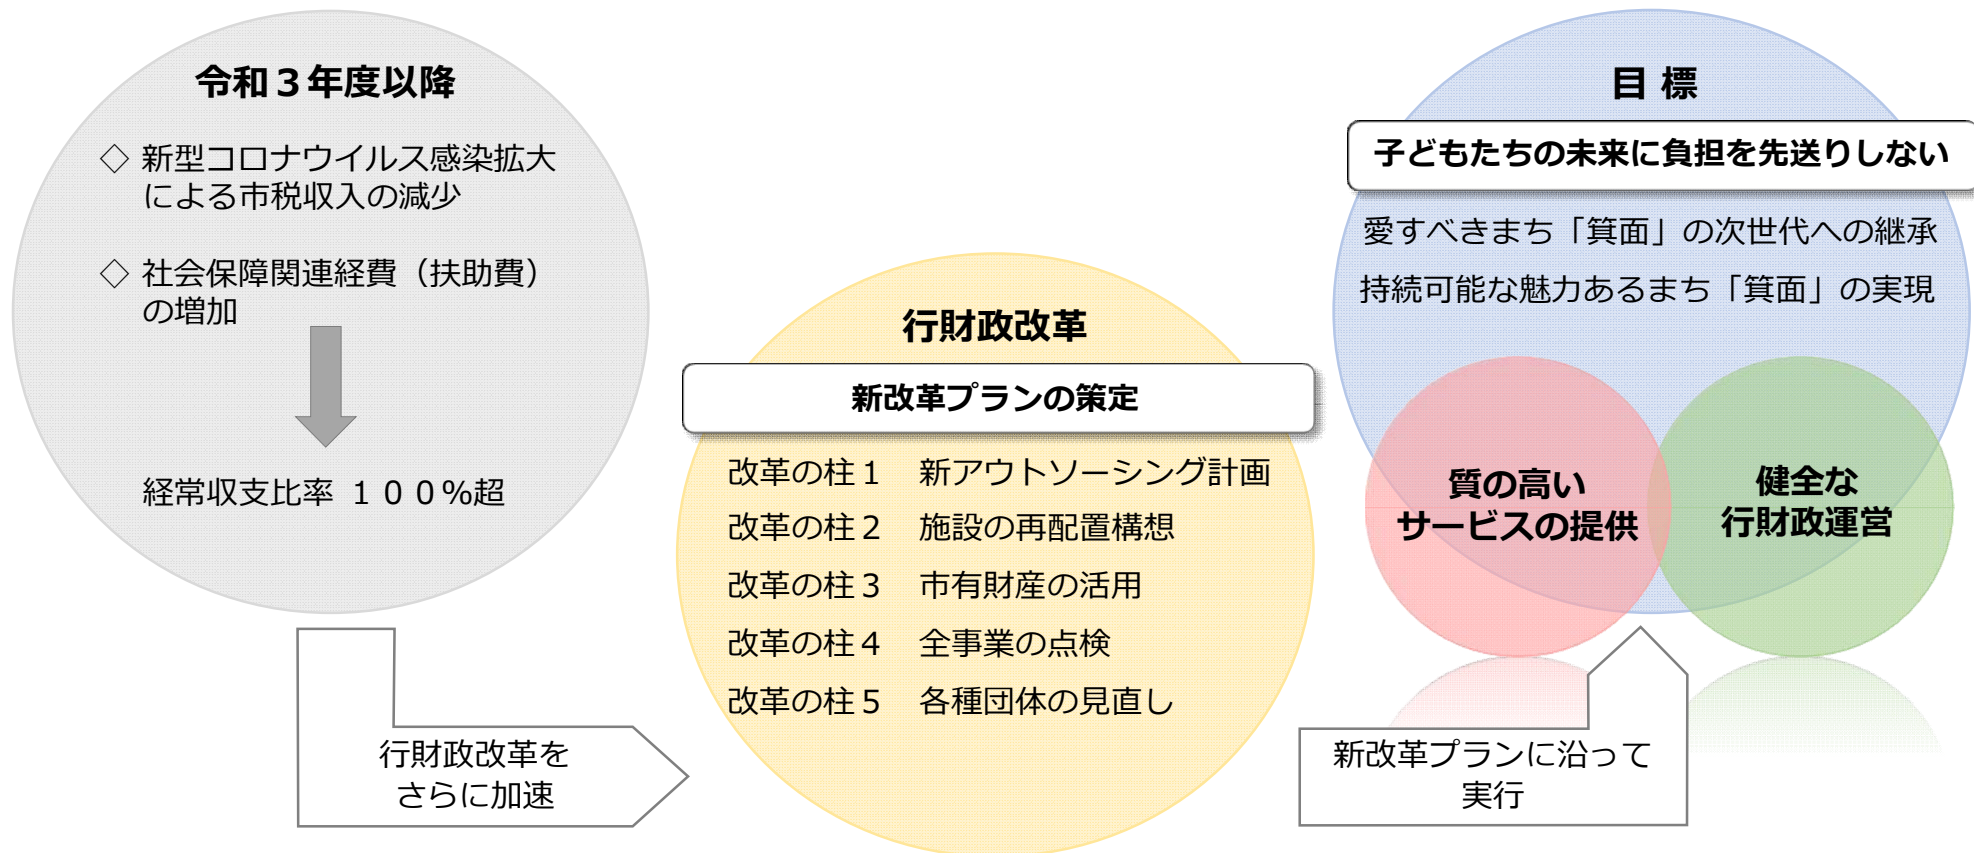 令和３年度以降
◇ 新型コロナウイルス感染拡大
による市税収入の減少
◇ 社会保障関連経費（扶助費）
の増加
経常収支比率 １００%超
行財政改革を
さらに加速
行財政改革
新改革プランの策定
改革の柱１　新アウトソーシング計画
改革の柱２　施設の再配置構想
改革の柱３　市有財産の活用
改革の柱４　全事業の点検
改革の柱５　各種団体の見直し
新改革プランに沿って
実行
目 標
子どもたちの未来に負担を先送りしない
愛すべきまち「箕面」の次世代への継承
持続可能な魅力あるまち「箕面」の実現
質の高い
サービスの提供
健全な
行財政運営